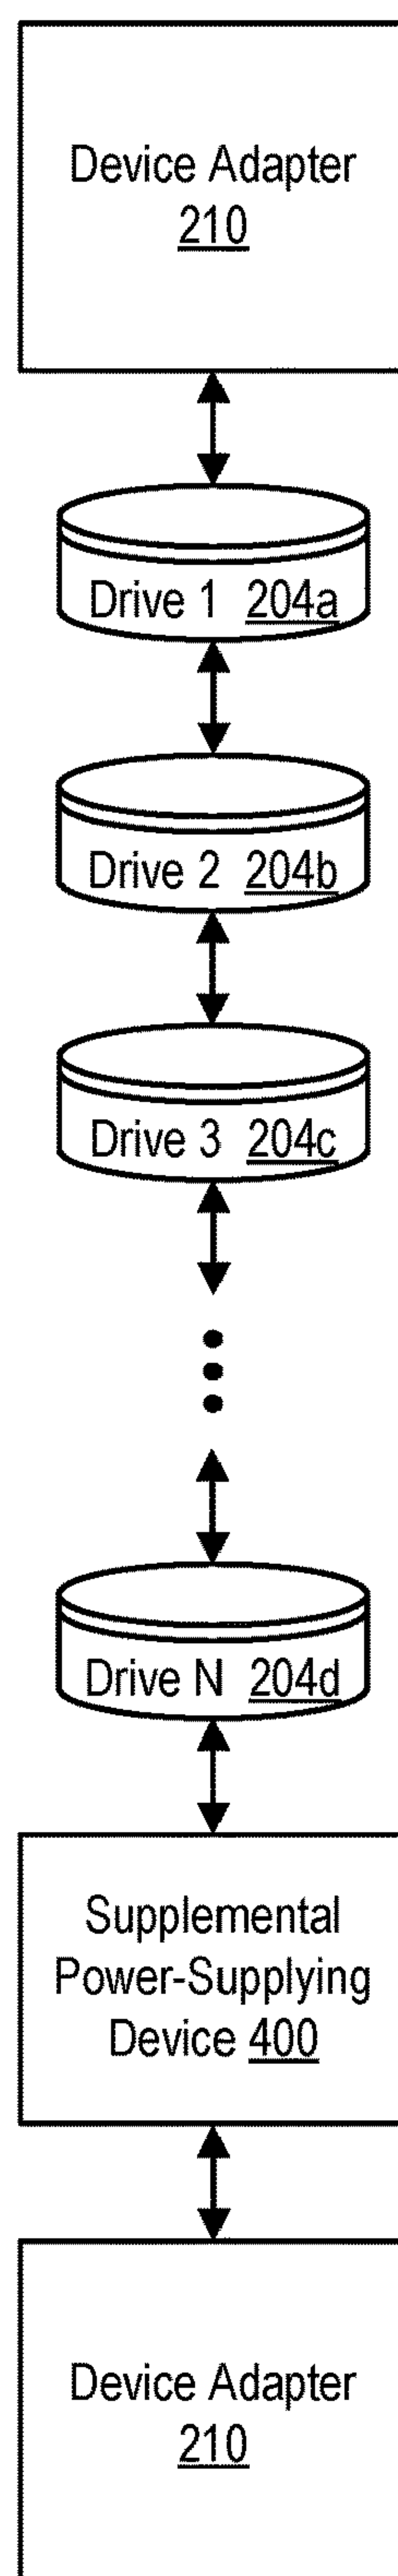 Device Adapter
210
Drive 1 204a
Drive 2 204b
Drive 3 204c
Drive N 204d
Supplemental
Power-Supplying
Device 400
Device Adapter
210